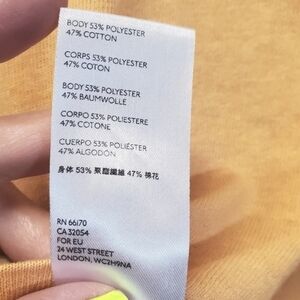 BODY 53% POLYESTER
47% COTTON
CORPS 53% POLYESTER
47% COTON
BODY 53% POLYESTER
47% BAUMWOLLE
CORPO 53% POLIESTERE
47% COTONE
CUERPO 53% POLIÉSTER
47% ALGODÓN
身体 53% 聚酯纖維 47% 棉花
RN 66170
CA 32054
FOR EU
24 WEST STREET
LONDON, WC2H9NA